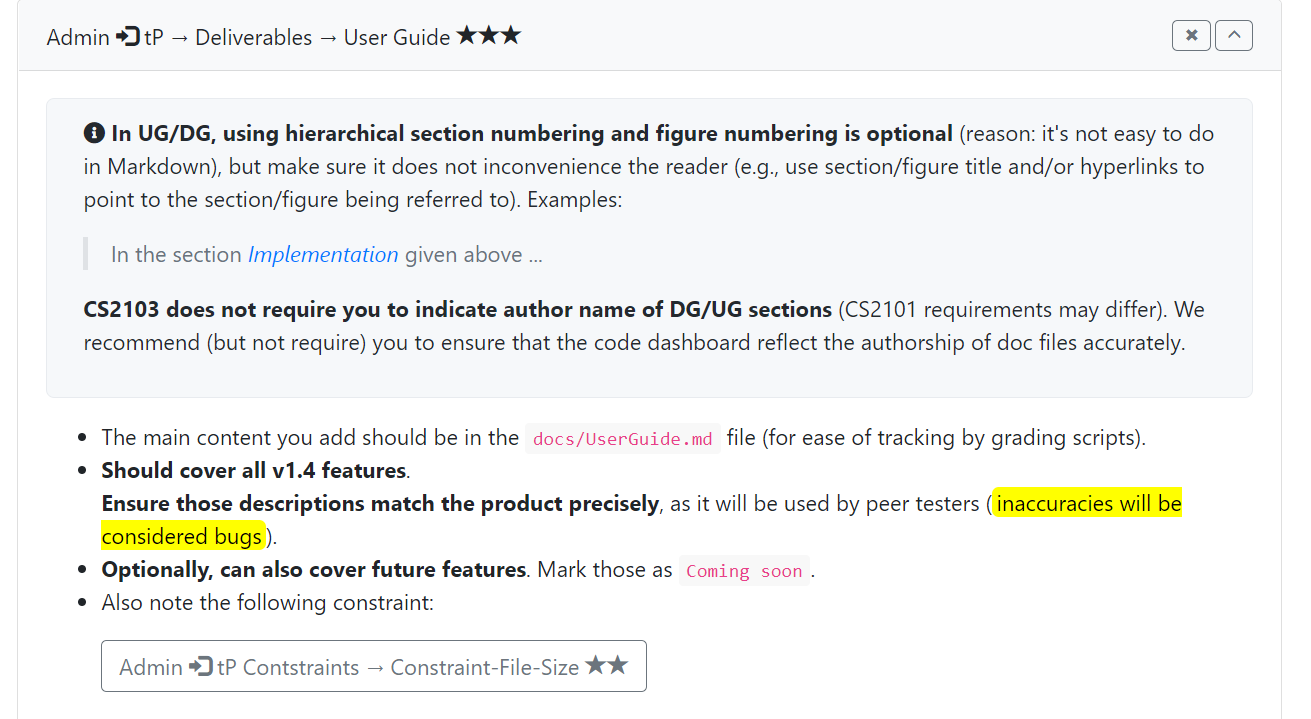 Admin tP → Deliverables → User Guide ★★★
In UG/DG, using hierarchical section numbering and figure numbering is optional (reason: it's not easy to do
in Markdown), but make sure it does not inconvenience the reader (e.g., use section/figure title and/or hyperlinks to
point to the section/figure being referred to). Examples:
In the section Implementation given above ...
CS2103 does not require you to indicate author name of DG/UG sections (CS2101 requirements may differ). We
recommend (but not require) you to ensure that the code dashboard reflect the authorship of doc files accurately.
• The main content you add should be in the docs/UserGuide.md file (for ease of tracking by grading scripts).
• Should cover all v1.4 features.
Ensure those descriptions match the product precisely, as it will be used by peer testers (inaccuracies will be
considered bugs).
• Optionally, can also cover future features. Mark those as Coming soon.
• Also note the following constraint:
Admin tP Contstraints → Constraint-File-Size ★★